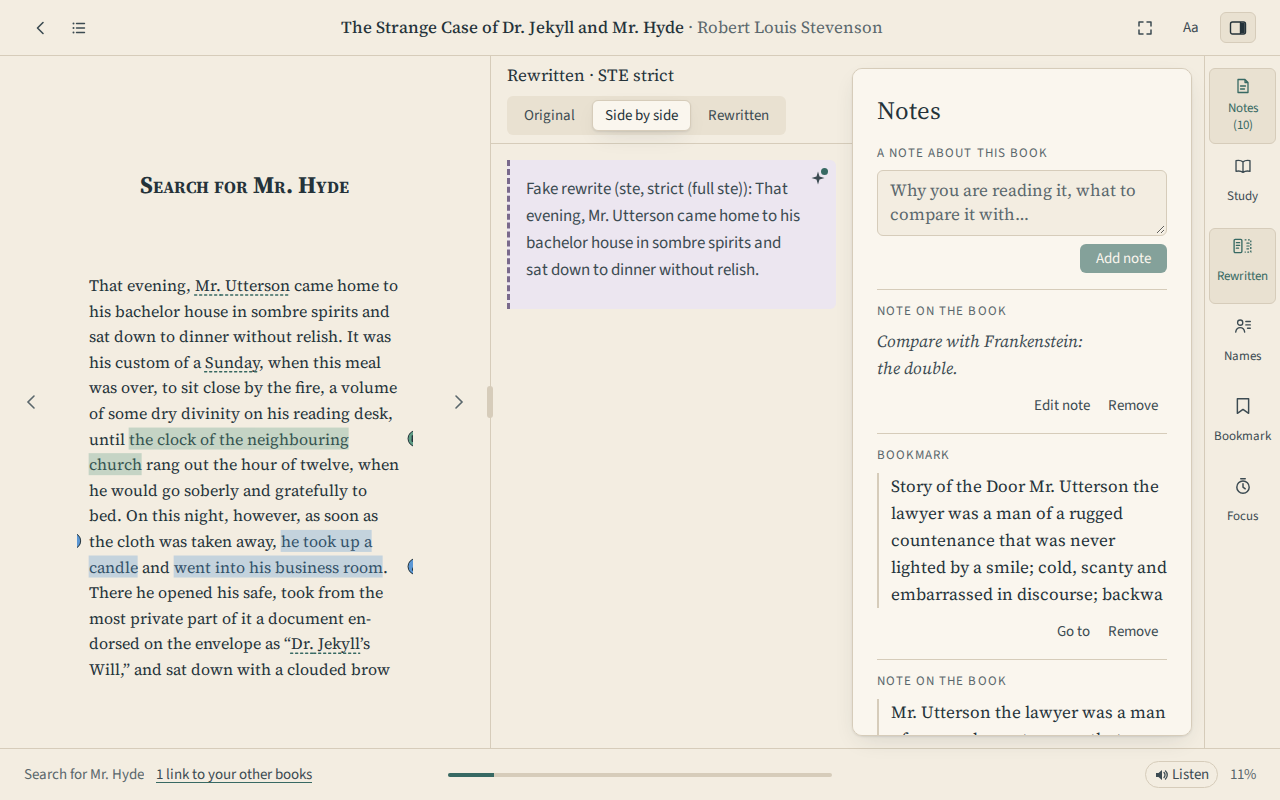 The Strange Case of Dr. Jekyll and Mr. Hyde · Robert Louis Stevenson
Aa
Search for Mr. Hyde
That evening, Mr. Utterson came home to
his bachelor house in sombre spirits and
sat down to dinner without relish. It was
his custom of a Sunday, when this meal
was over, to sit close by the fire, a volume
of some dry divinity on his reading desk,
until the clock of the neighbouring
church rang out the hour of twelve, when
he would go soberly and gratefully to
bed. On this night, however, as soon as
the cloth was taken away, he took up a
candle and went into his business room.
There he opened his safe, took from the
most private part of it a document en-
dorsed on the envelope as “Dr. Jekyll’s
Will,” and sat down with a clouded brow
Rewritten · STE strict
Original
Side by side
Rewritten
Fake rewrite (ste, strict (full ste)): That
evening, Mr. Utterson came home to his
bachelor house in sombre spirits and
sat down to dinner without relish.
Notes
A NOTE ABOUT THIS BOOK
Why you are reading it, what to
compare it with...
Add note
NOTE ON THE BOOK
Compare with Frankenstein:
the double.
Edit note
Remove
BOOKMARK
Story of the Door Mr. Utterson the
lawyer was a man of a rugged
countenance that was never
lighted by a smile; cold, scanty and
embarrassed in discourse; backwa
Go to
Remove
NOTE ON THE BOOK
Mr. Utterson the lawyer was a man
Notes
(10)
Study
Rewritten
Names
Bookmark
Focus
Search for Mr. Hyde
1 link to your other books
Listen
11%